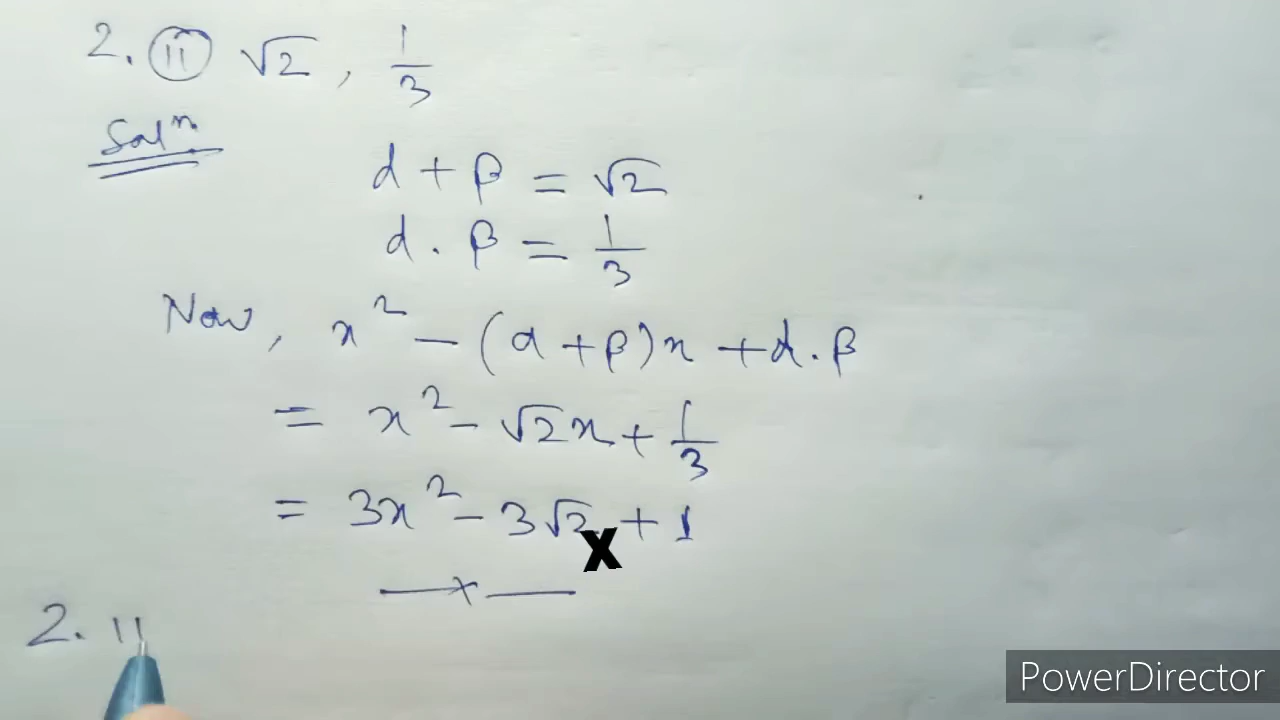 2. (ii) √2, 1/3
Solⁿ
α + β = √2
α . β = 1/3
Now, x² - (α + β)x + α . β
= x² - √2x + 1/3
= 3x² - 3√2x + 1
—x—
2. ii
PowerDirector